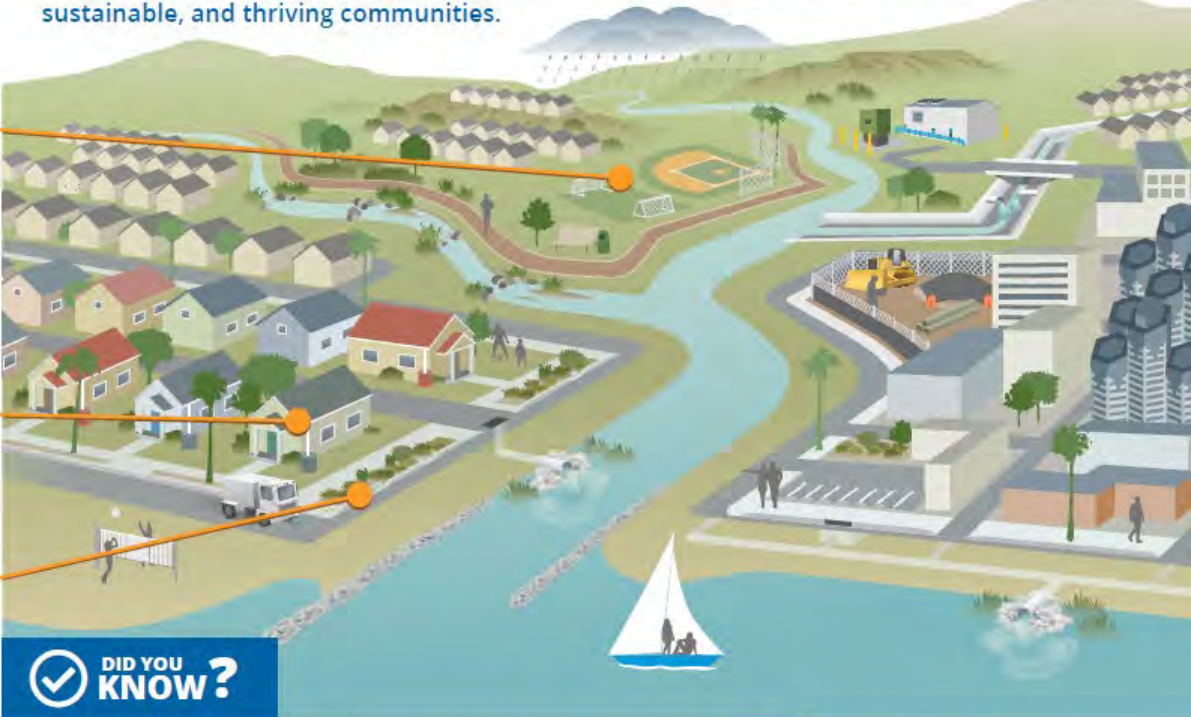 sustainable, and thriving communities.
DID YOU
KNOW?